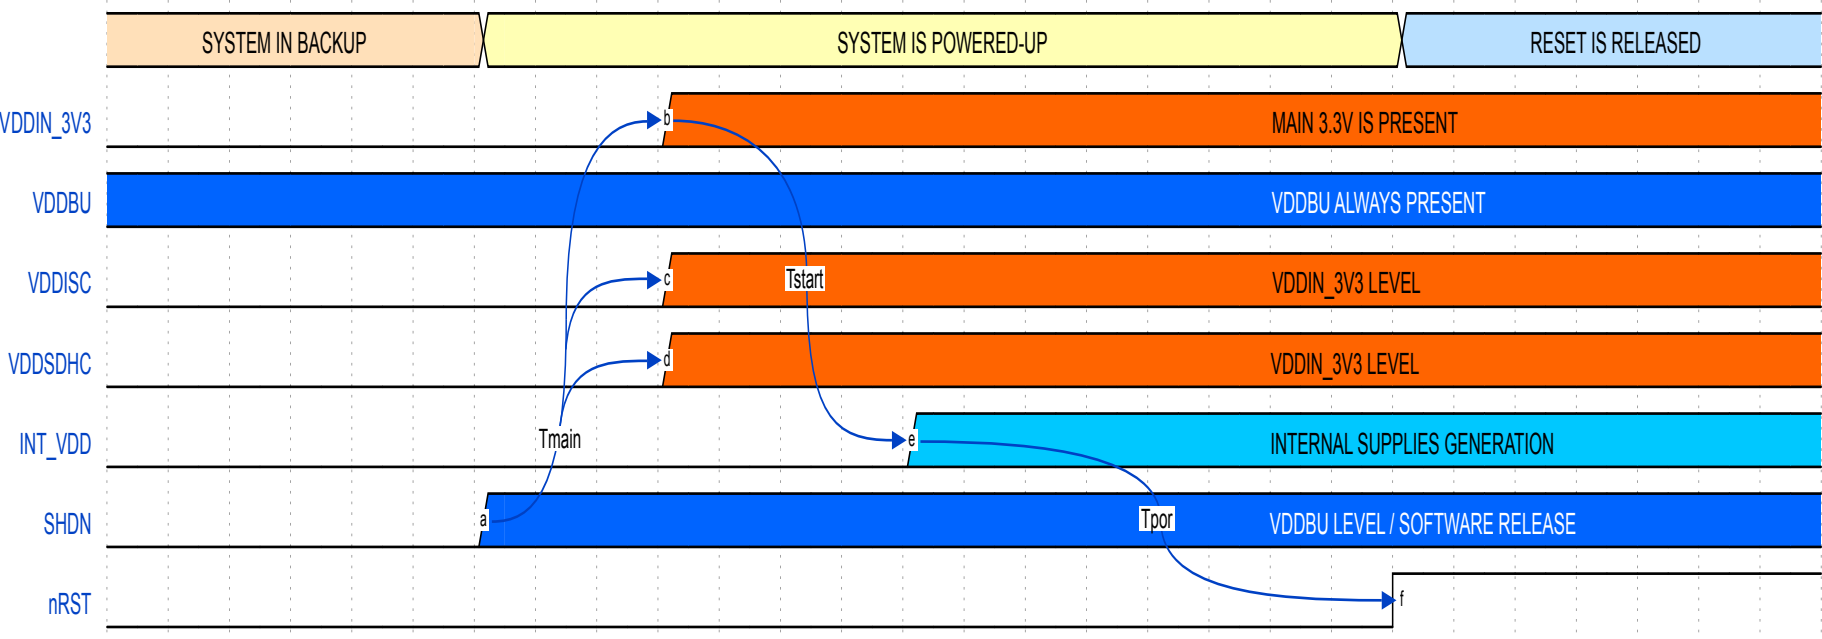 SYSTEM IN BACKUP SYSTEM IS POWERED-UP RESET IS RELEASED
VDDIN_3V3 b MAIN 3.3V IS PRESENT
VDDBU VDDBU ALWAYS PRESENT
VDDISC c Tstart VDDIN_3V3 LEVEL
VDDSDHC d VDDIN_3V3 LEVEL
INT_VDD Tmain e INTERNAL SUPPLIES GENERATION
SHDN a Tpor VDDBU LEVEL / SOFTWARE RELEASE
nRST f